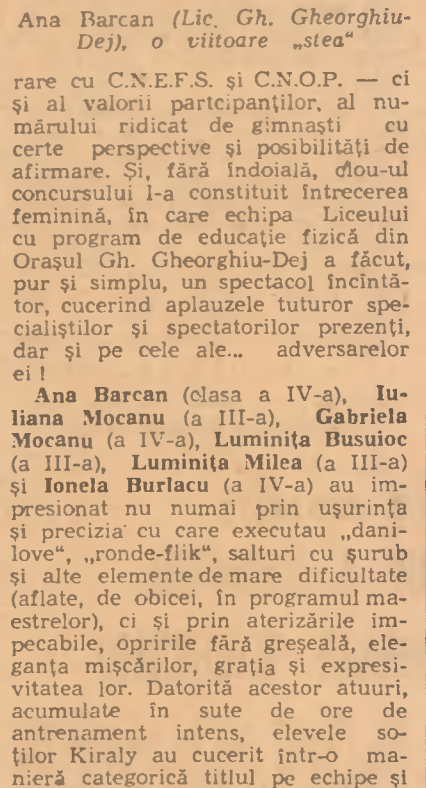 Ana Barcan (Lic. Gh. Gheorghiu-
Dej), o viitoare „stea“
rare cu C.N.E.F.S. și C.N.O.P. — ci
și al valorii partcipanților, al nu-
mărului ridicat de gimnaști cu
certe perspective și posibilități de
afirmare. Și, fără îndoială, clou-ul
concursului l-a constituit întrecerea
feminină, în care echipa Liceului
cu program de educație fizică din
Orașul Gh. Gheorghiu-Dej a făcut,
pur și simplu, un spectacol încîntă-
tor, cucerind aplauzele tuturor spe-
cialiștilor și spectatorilor prezenți,
dar și pe cele ale... adversarelor
ei !
Ana Barcan (clasa a IV-a), Iu-
liana Mocanu (a III-a), Gabriela
Mocanu (a IV-a), Luminița Busuioc
(a III-a), Luminița Milea (a III-a)
și Ionela Burlacu (a IV-a) au im-
presionat nu numai prin ușurința
și precizia cu care executau „dani-
love“, „ronde-flik“, salturi cu șurub
și alte elemente de mare dificultate
(aflate, de obicei, în programul ma-
estrelor), ci și prin aterizările im-
pecabile, opririle fără greșeală, ele-
ganța mișcărilor, grația și expresi-
vitatea lor. Datorită acestor atuuri,
acumulate în sute de ore de
antrenament intens, elevele so-
ților Kiraly au cucerit într-o ma-
nieră categorică titlul pe echipe și